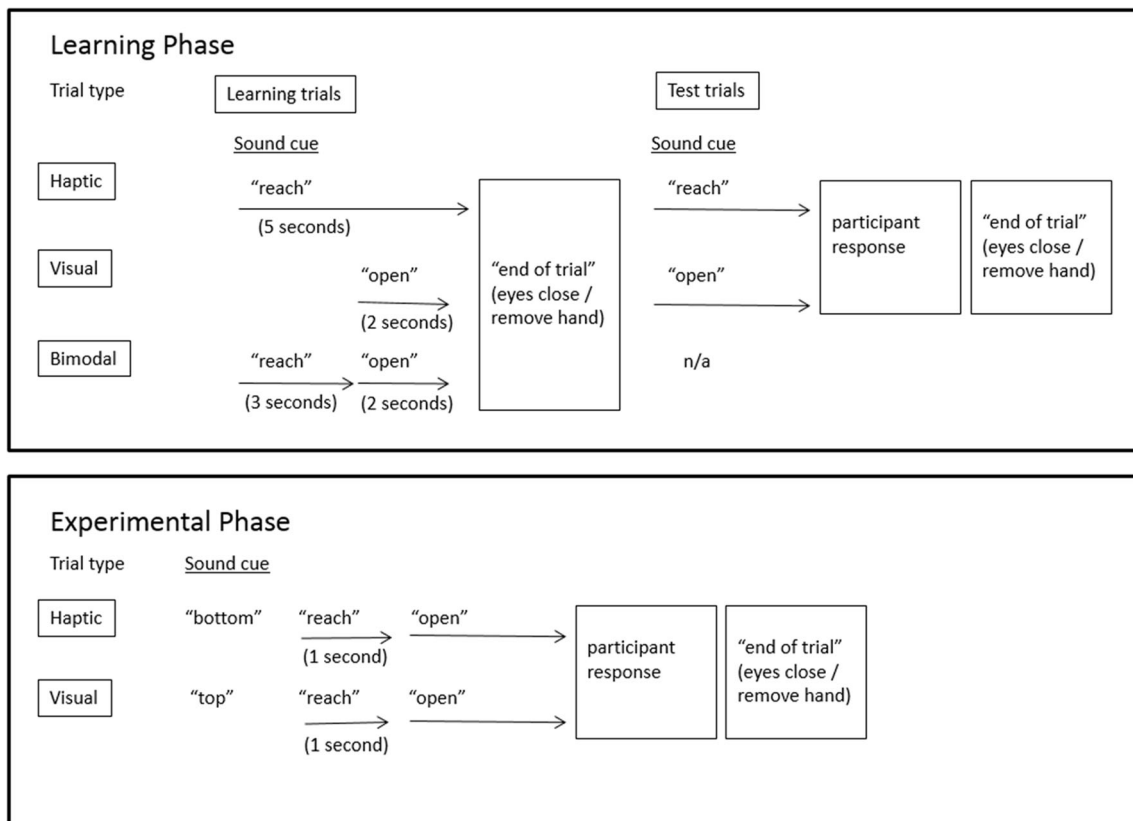 Learning Phase
Trial type
Learning trials
Test trials
Sound cue
Sound cue
Haptic
“reach”
“reach”
(5 seconds)
participant
response
“end of trial”
(eyes close /
remove hand)
Visual
“open”
“end of trial”
(eyes close /
remove hand)
“open”
(2 seconds)
Bimodal
“reach”
“open”
n/a
(3 seconds)
(2 seconds)
Experimental Phase
Trial type
Sound cue
Haptic
“bottom”
“reach”
“open”
(1 second)
participant
response
“end of trial”
(eyes close /
remove hand)
Visual
“top”
“reach”
“open”
(1 second)